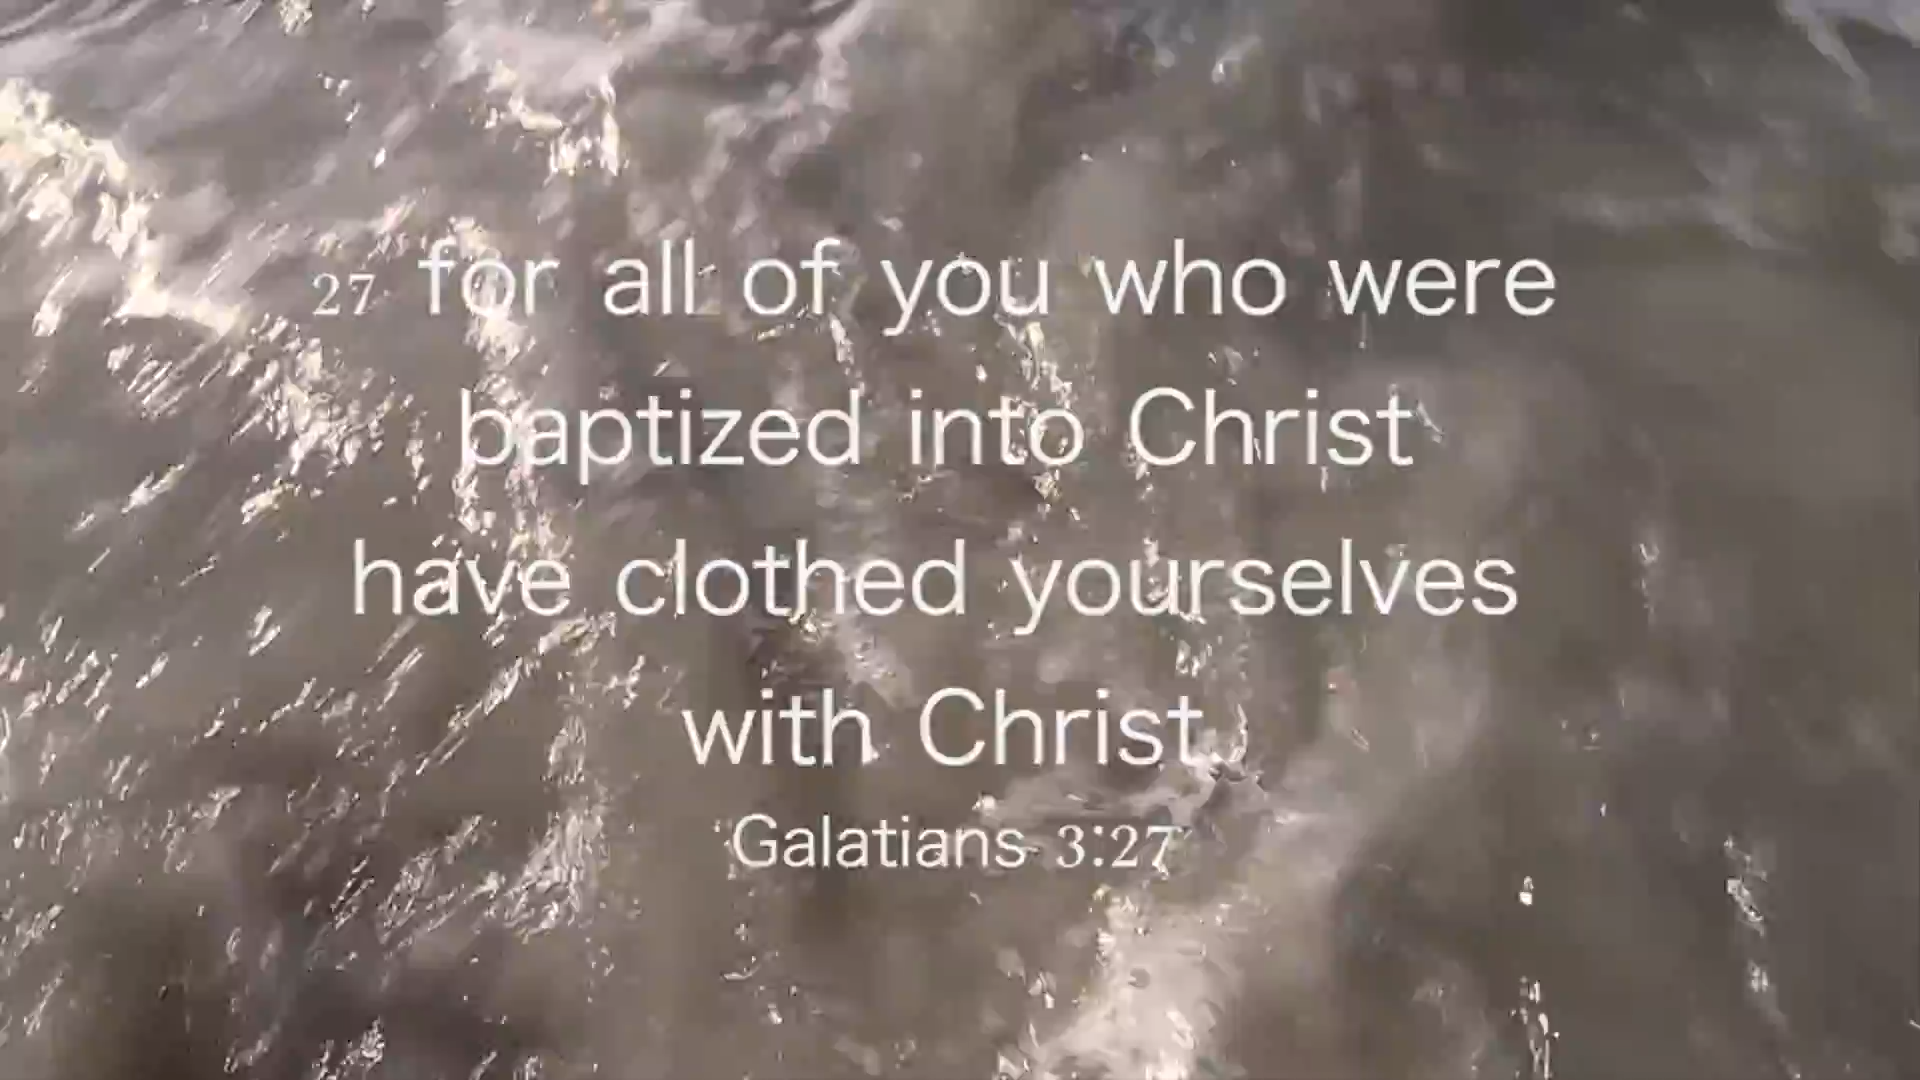 27 for all of you who were
baptized into Christ
have clothed yourselves
with Christ
Galatians 3:27